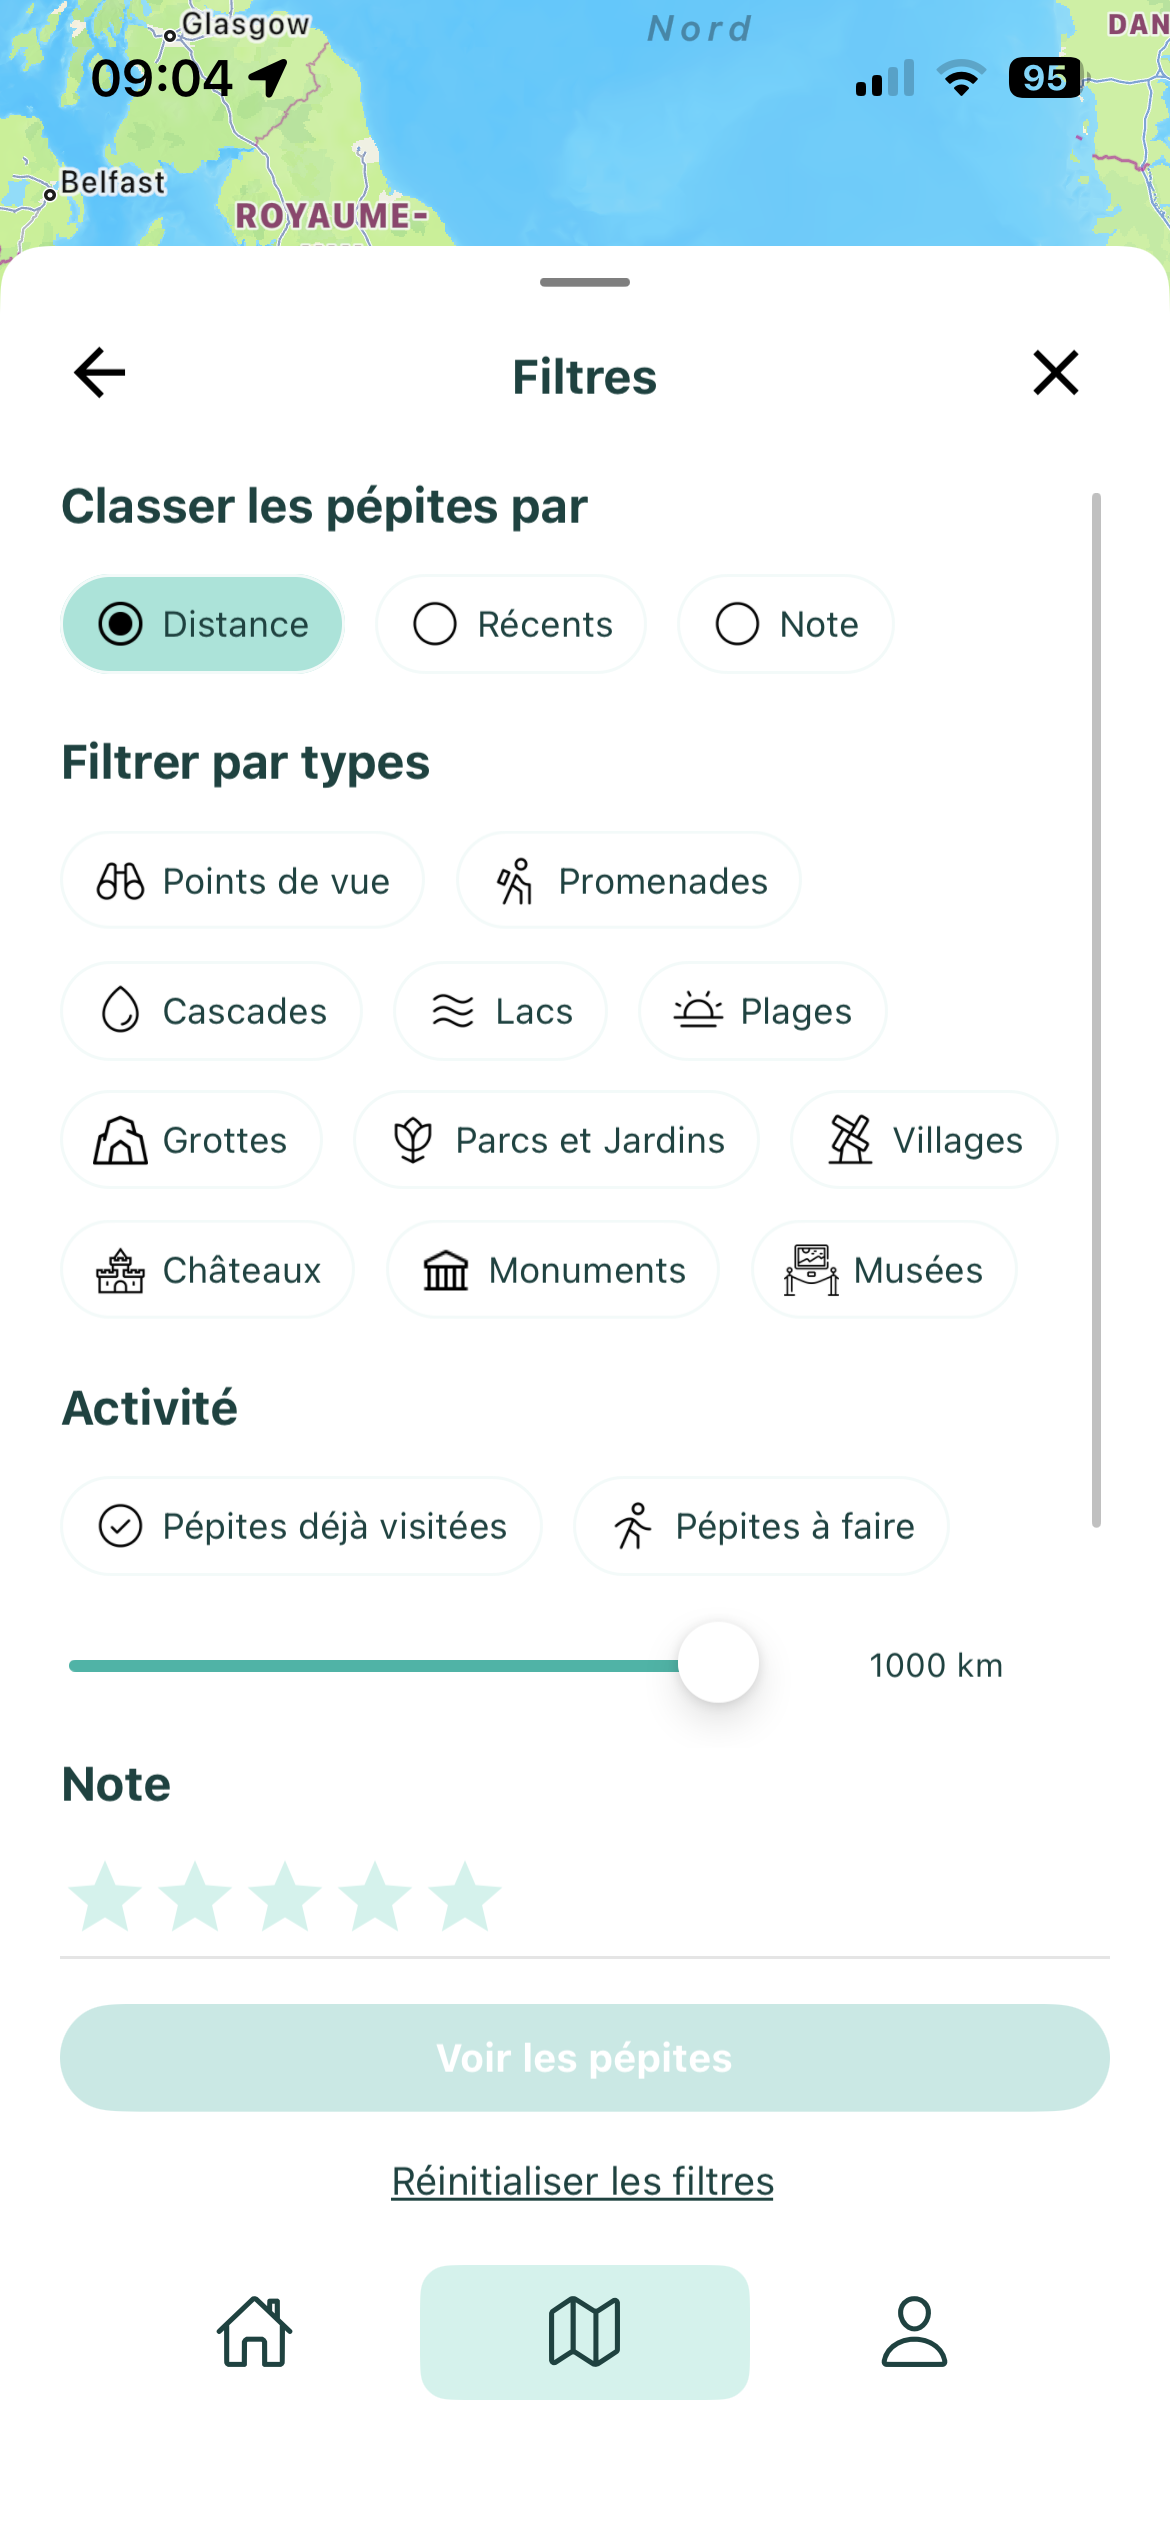 Glasgow
Nord
DAN
09:04
95
Belfast
ROYAUME-
Filtres
Classer les pépites par
Distance Récents Note
Filtrer par types
Points de vue Promenades
Cascades Lacs Plages
Grottes Parcs et Jardins Villages
Châteaux Monuments Musées
Activité
Pépites déjà visitées Pépites à faire
1000 km
Note
Voir les pépites
Réinitialiser les filtres